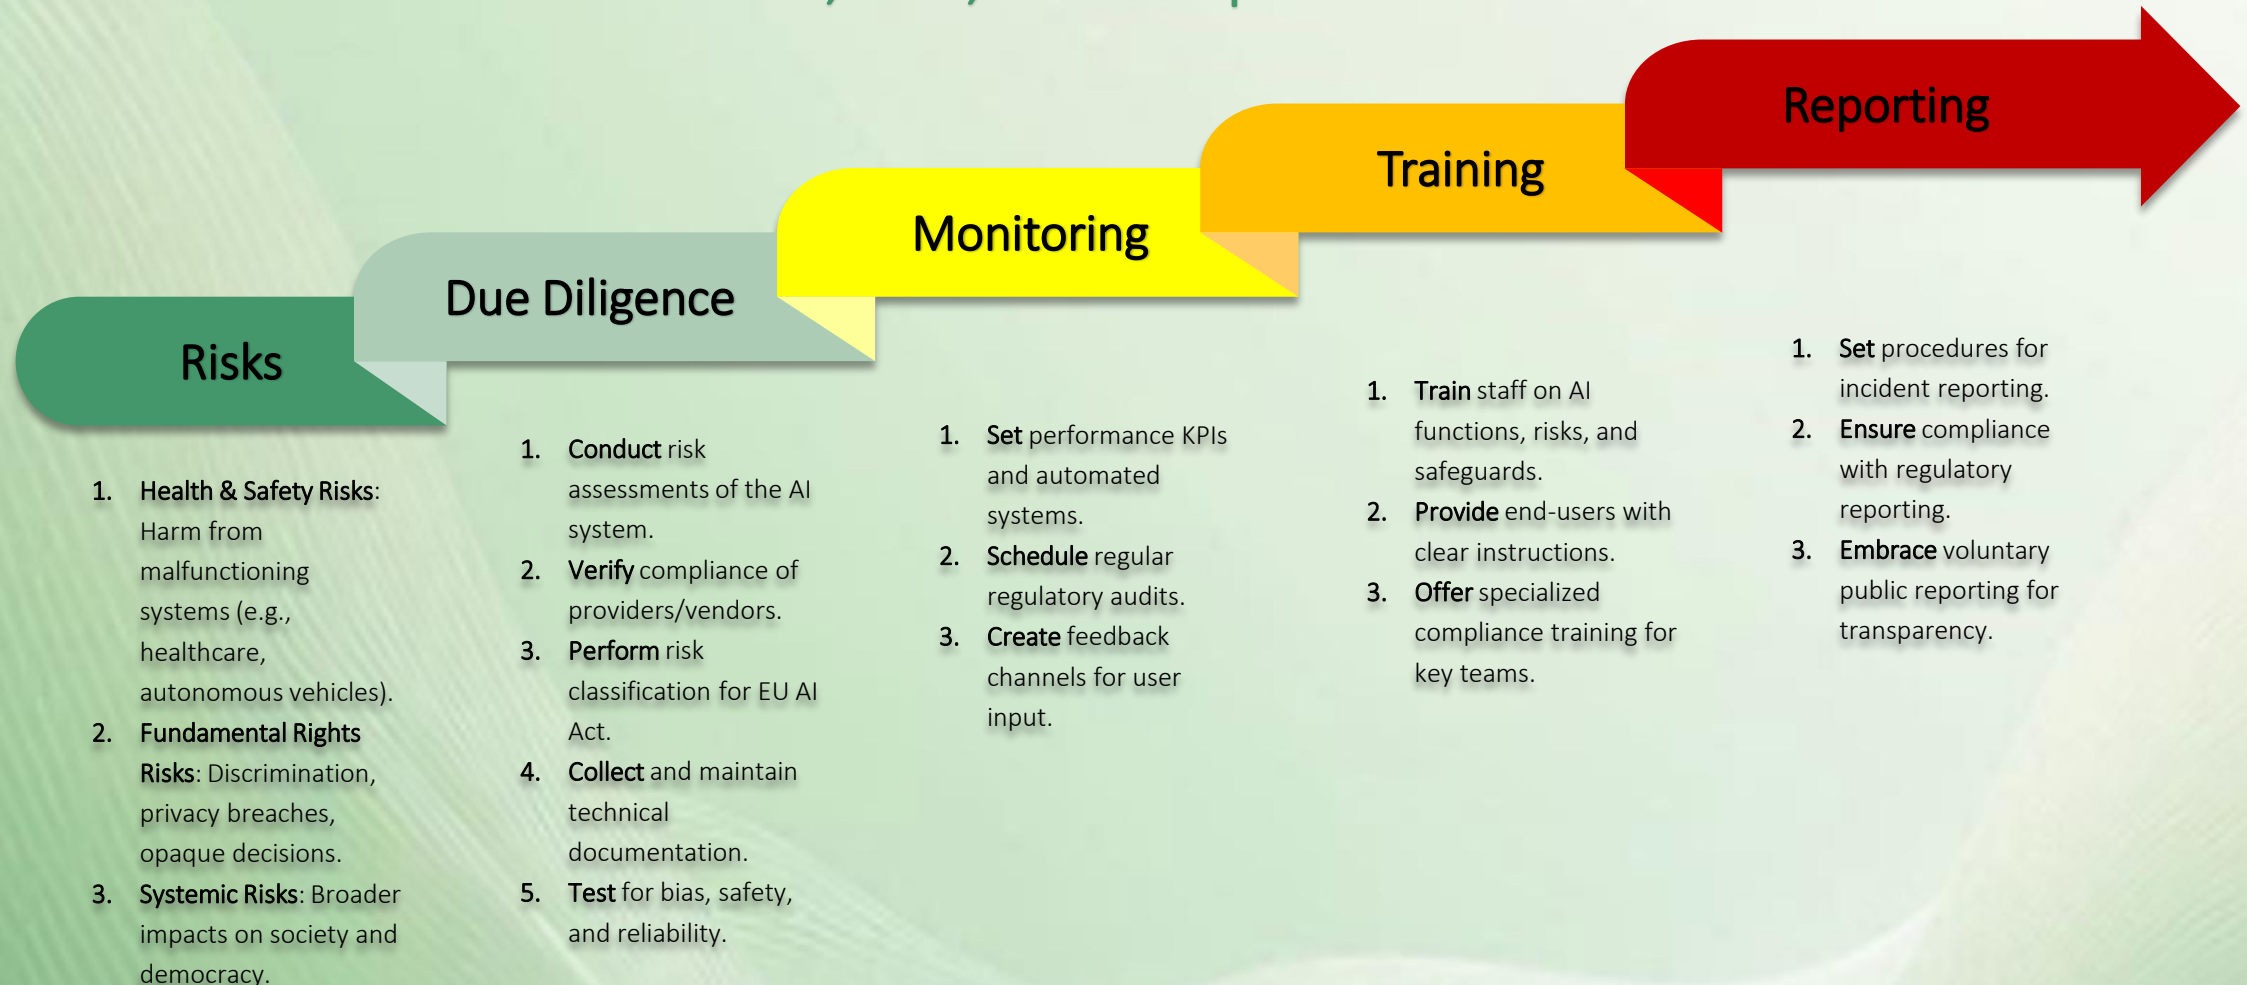 Risks
Due Diligence
Monitoring
Training
Reporting
1. Health & Safety Risks:
Harm from
malfunctioning
systems (e.g.,
healthcare,
autonomous vehicles).
2. Fundamental Rights
Risks: Discrimination,
privacy breaches,
opaque decisions.
3. Systemic Risks: Broader
impacts on society and
democracy.
1. Conduct risk
assessments of the AI
system.
2. Verify compliance of
providers/vendors.
3. Perform risk
classification for EU AI
Act.
4. Collect and maintain
technical
documentation.
5. Test for bias, safety,
and reliability.
1. Set performance KPIs
and automated
systems.
2. Schedule regular
regulatory audits.
3. Create feedback
channels for user
input.
1. Train staff on AI
functions, risks, and
safeguards.
2. Provide end-users with
clear instructions.
3. Offer specialized
compliance training for
key teams.
1. Set procedures for
incident reporting.
2. Ensure compliance
with regulatory
reporting.
3. Embrace voluntary
public reporting for
transparency.